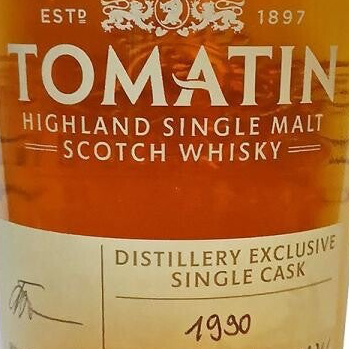 ESTD 1897
TOMATIN
HIGHLAND SINGLE MALT
SCOTCH WHISKY
DISTILLERY EXCLUSIVE
SINGLE CASK
1990